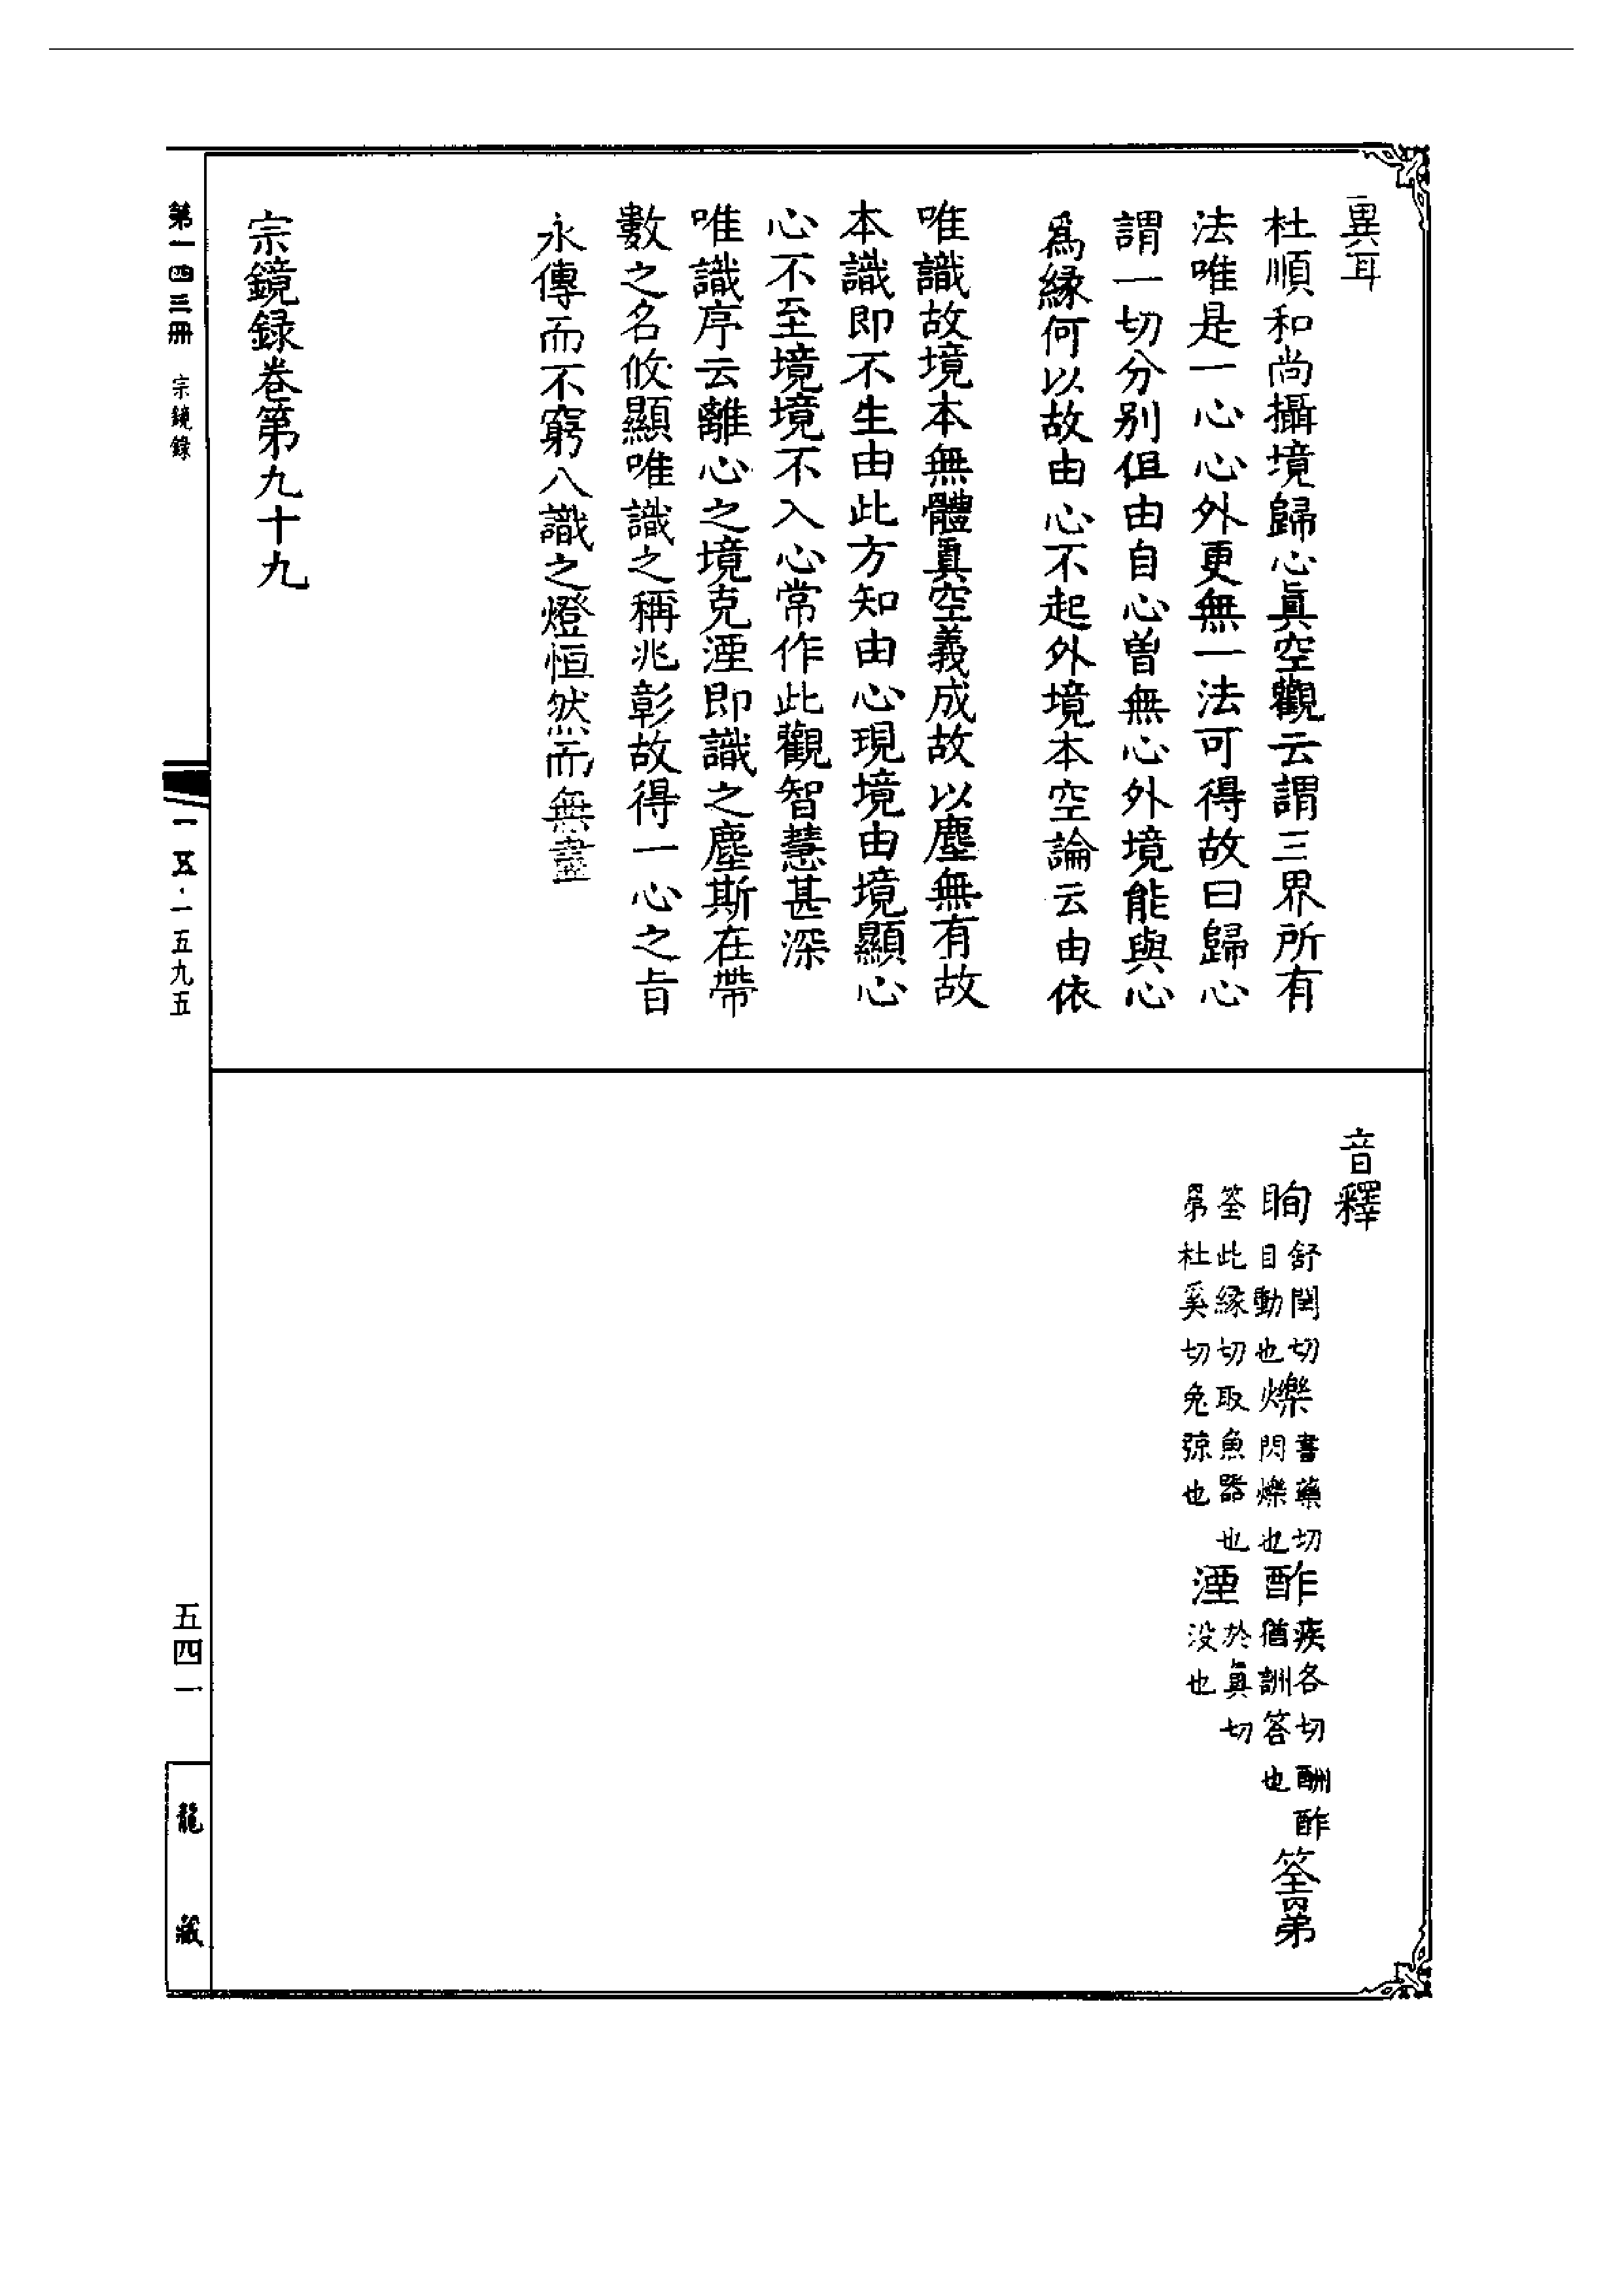 異耳
杜順和尚攝境歸心眞空觀云謂三界所有
法唯是一心心外更無一法可得故曰歸心
謂一切分别但由自心曾無心外境能與心
爲緣何以故由心不起外境本空論云由依
唯識故境本無體眞空義成故以塵無有故
本識即不生由此方知由心現境由境顯心
心不至境境不入心常作此觀智慧甚深
唯識序云離心之境克湮即識之塵斯在帶
數之名攸顯唯識之稱兆彰故得一心之旨
永傳而不窮八識之燈恒然而無盡
宗鏡録卷第九十九
音釋
眴舒閏切目動也爍書藥切閃爍也酢疾各切酬酢猶訓答也筌罤
筌此緣切取魚器也罤杜奚切兔𦊙也湮於眞切没也
第一四三册 宗鏡錄
一五·一五九五
五四一
龍藏